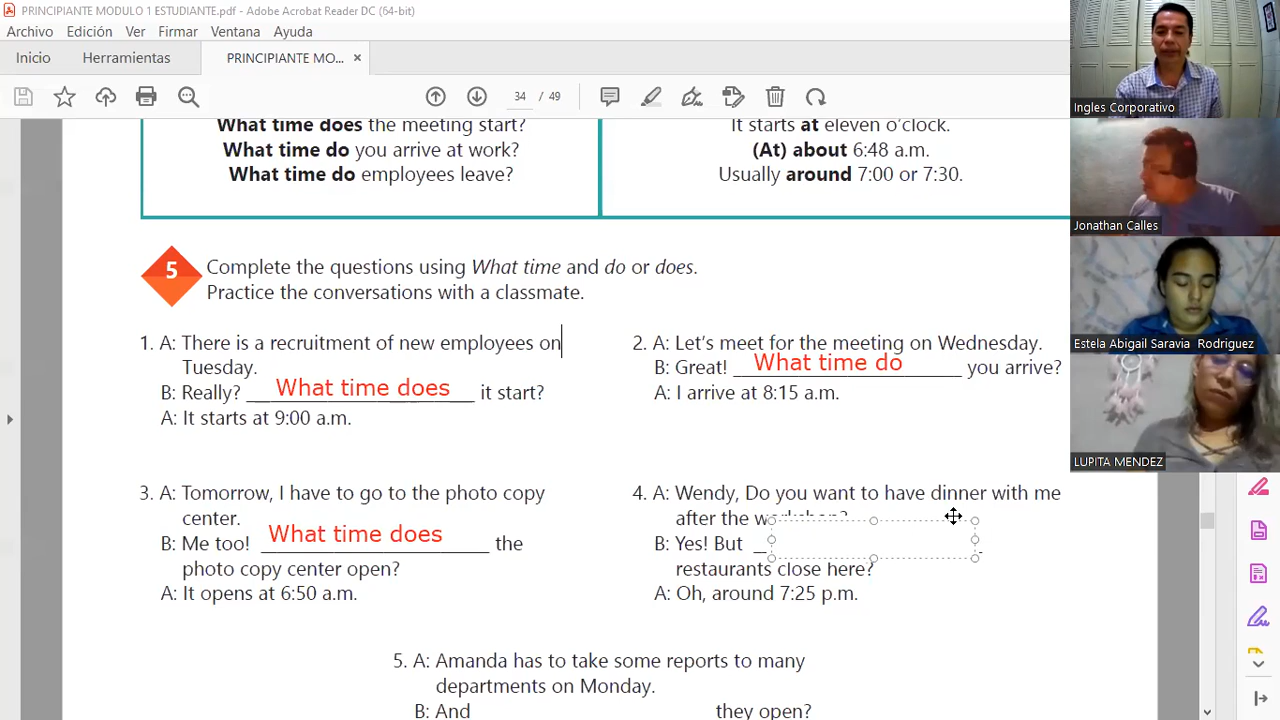 PRINCIPIANTE MODULO 1 ESTUDIANTE.pdf - Adobe Acrobat Reader DC (64-bit)
Archivo Edición Ver Firmar Ventana Ayuda
Inicio Herramientas PRINCIPIANTE MO... ×
34 / 49
What time does the meeting start? It starts at eleven o'clock.
What time do you arrive at work? (At) about 6:48 a.m.
What time do employees leave? Usually around 7:00 or 7:30.
5 Complete the questions using What time and do or does.
Practice the conversations with a classmate.
1. A: There is a recruitment of new employees on
Tuesday.
B: Really? What time does it start?
A: It starts at 9:00 a.m.
2. A: Let's meet for the meeting on Wednesday.
B: Great! What time do you arrive?
A: I arrive at 8:15 a.m.
3. A: Tomorrow, I have to go to the photo copy
center.
B: Me too! What time does the
photo copy center open?
A: It opens at 6:50 a.m.
4. A: Wendy, Do you want to have dinner with me
after the
B: Yes! But
restaurants close here?
A: Oh, around 7:25 p.m.
5. A: Amanda has to take some reports to many
departments on Monday.
B: And they open?
Ingles Corporativo
Jonathan Calles
Estela Abigail Saravia Rodriguez
LUPITA MENDEZ